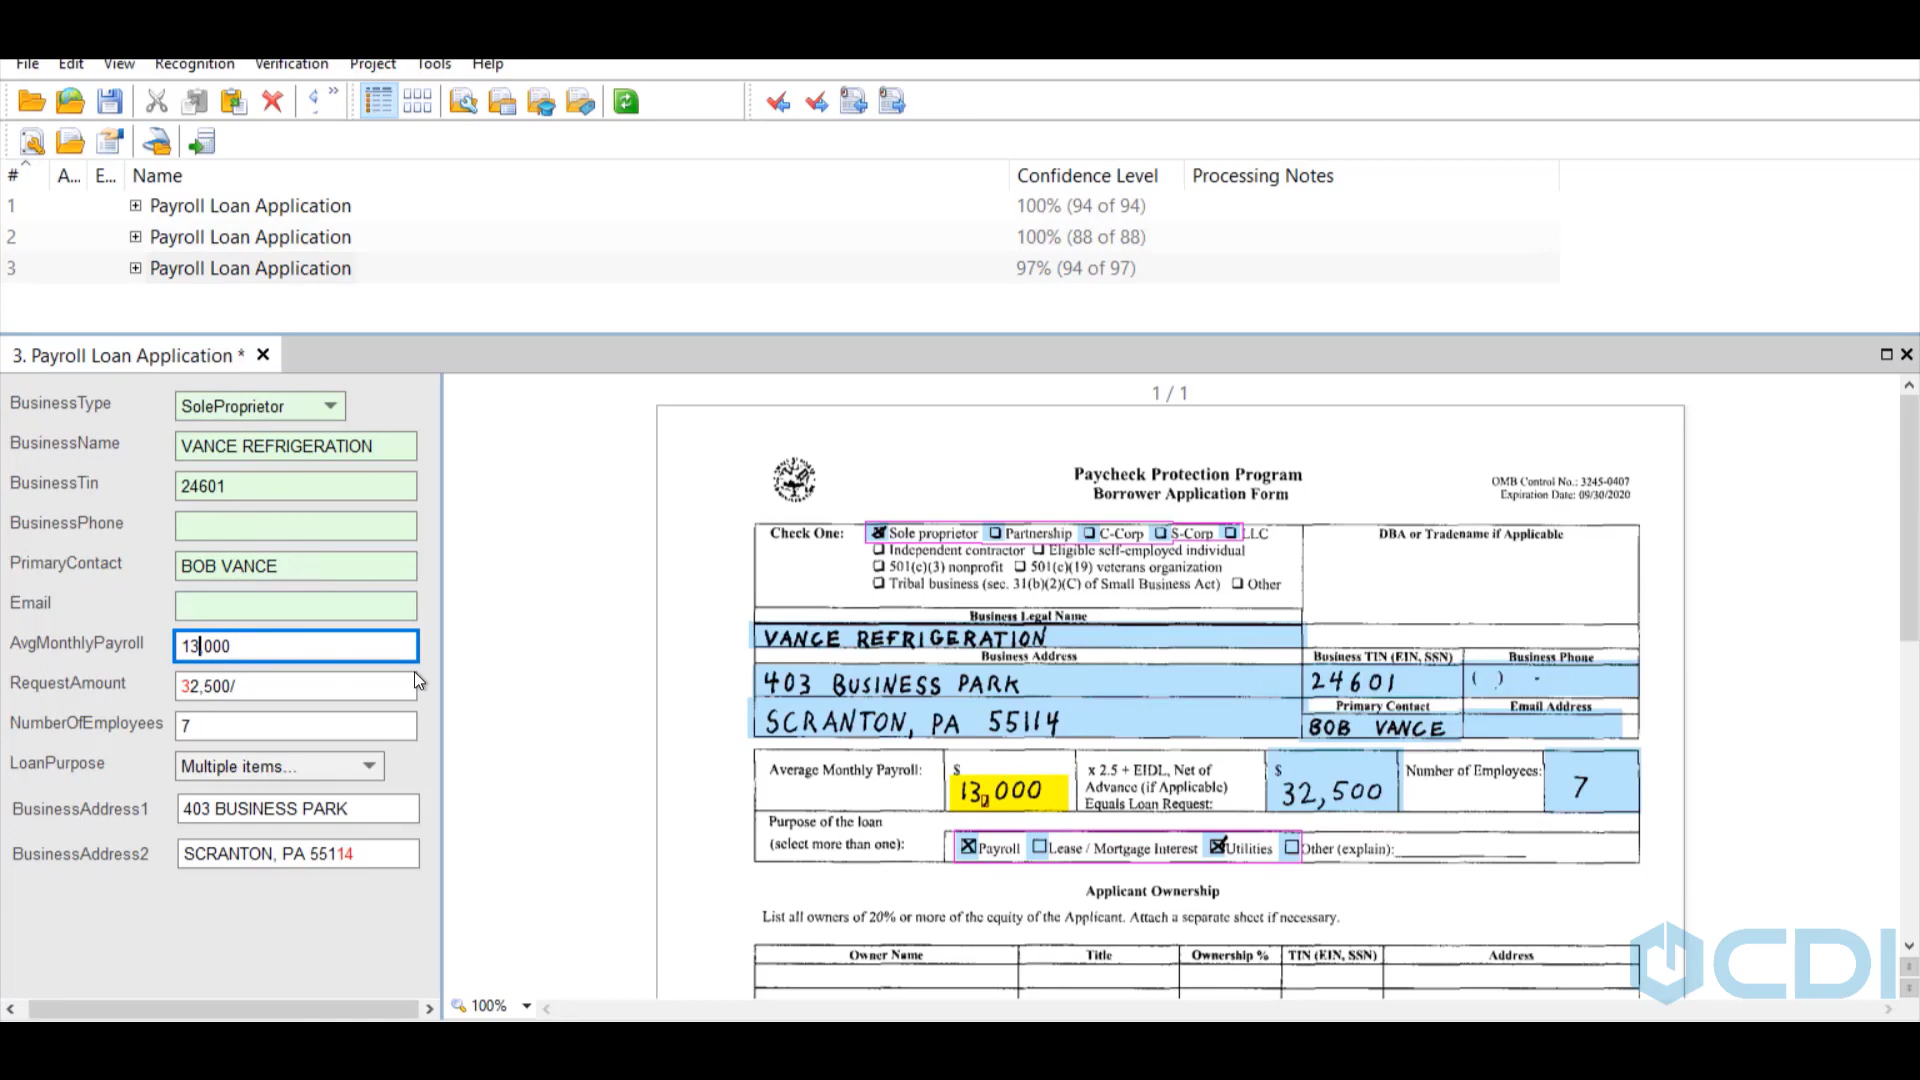 File Edit View Recognition Verification Project Tools Help
»
# A... E... Name Confidence Level Processing Notes
1 Payroll Loan Application 100% (94 of 94)
2 Payroll Loan Application 100% (88 of 88)
3 Payroll Loan Application 97% (94 of 97)
3. Payroll Loan Application *
BusinessType SoleProprietor
BusinessName VANCE REFRIGERATION
BusinessTin 24601
BusinessPhone
PrimaryContact BOB VANCE
Email
AvgMonthlyPayroll 13000
RequestAmount 32,500/
NumberOfEmployees 7
LoanPurpose Multiple items...
BusinessAddress1 403 BUSINESS PARK
BusinessAddress2 SCRANTON, PA 55114
1 / 1
Paycheck Protection Program
Borrower Application Form
OMB Control No.: 3245-0407
Expiration Date: 09/30/2020
Check One: Sole proprietor Partnership C-Corp S-Corp LLC
Independent contractor Eligible self-employed individual
501(c)(3) nonprofit 501(c)(19) veterans organization
Tribal business (sec. 31(b)(2)(C) of Small Business Act) Other
DBA or Tradename if Applicable
Business Legal Name
VANCE REFRIGERATION
Business Address
Business TIN (EIN, SSN) Business Phone
403 BUSINESS PARK 24601 ( ) -
Primary Contact Email Address
SCRANTON, PA 55114 BOB VANCE
Average Monthly Payroll: $ 13,000
x 2.5 + EIDL, Net of
Advance (if Applicable)
Equals Loan Request:
$ 32,500
Number of Employees: 7
Purpose of the loan
(select more than one): Payroll Lease / Mortgage Interest Utilities Other (explain):
Applicant Ownership
List all owners of 20% or more of the equity of the Applicant. Attach a separate sheet if necessary.
Owner Name Title Ownership % TIN (EIN, SSN) Address
100%
CDI